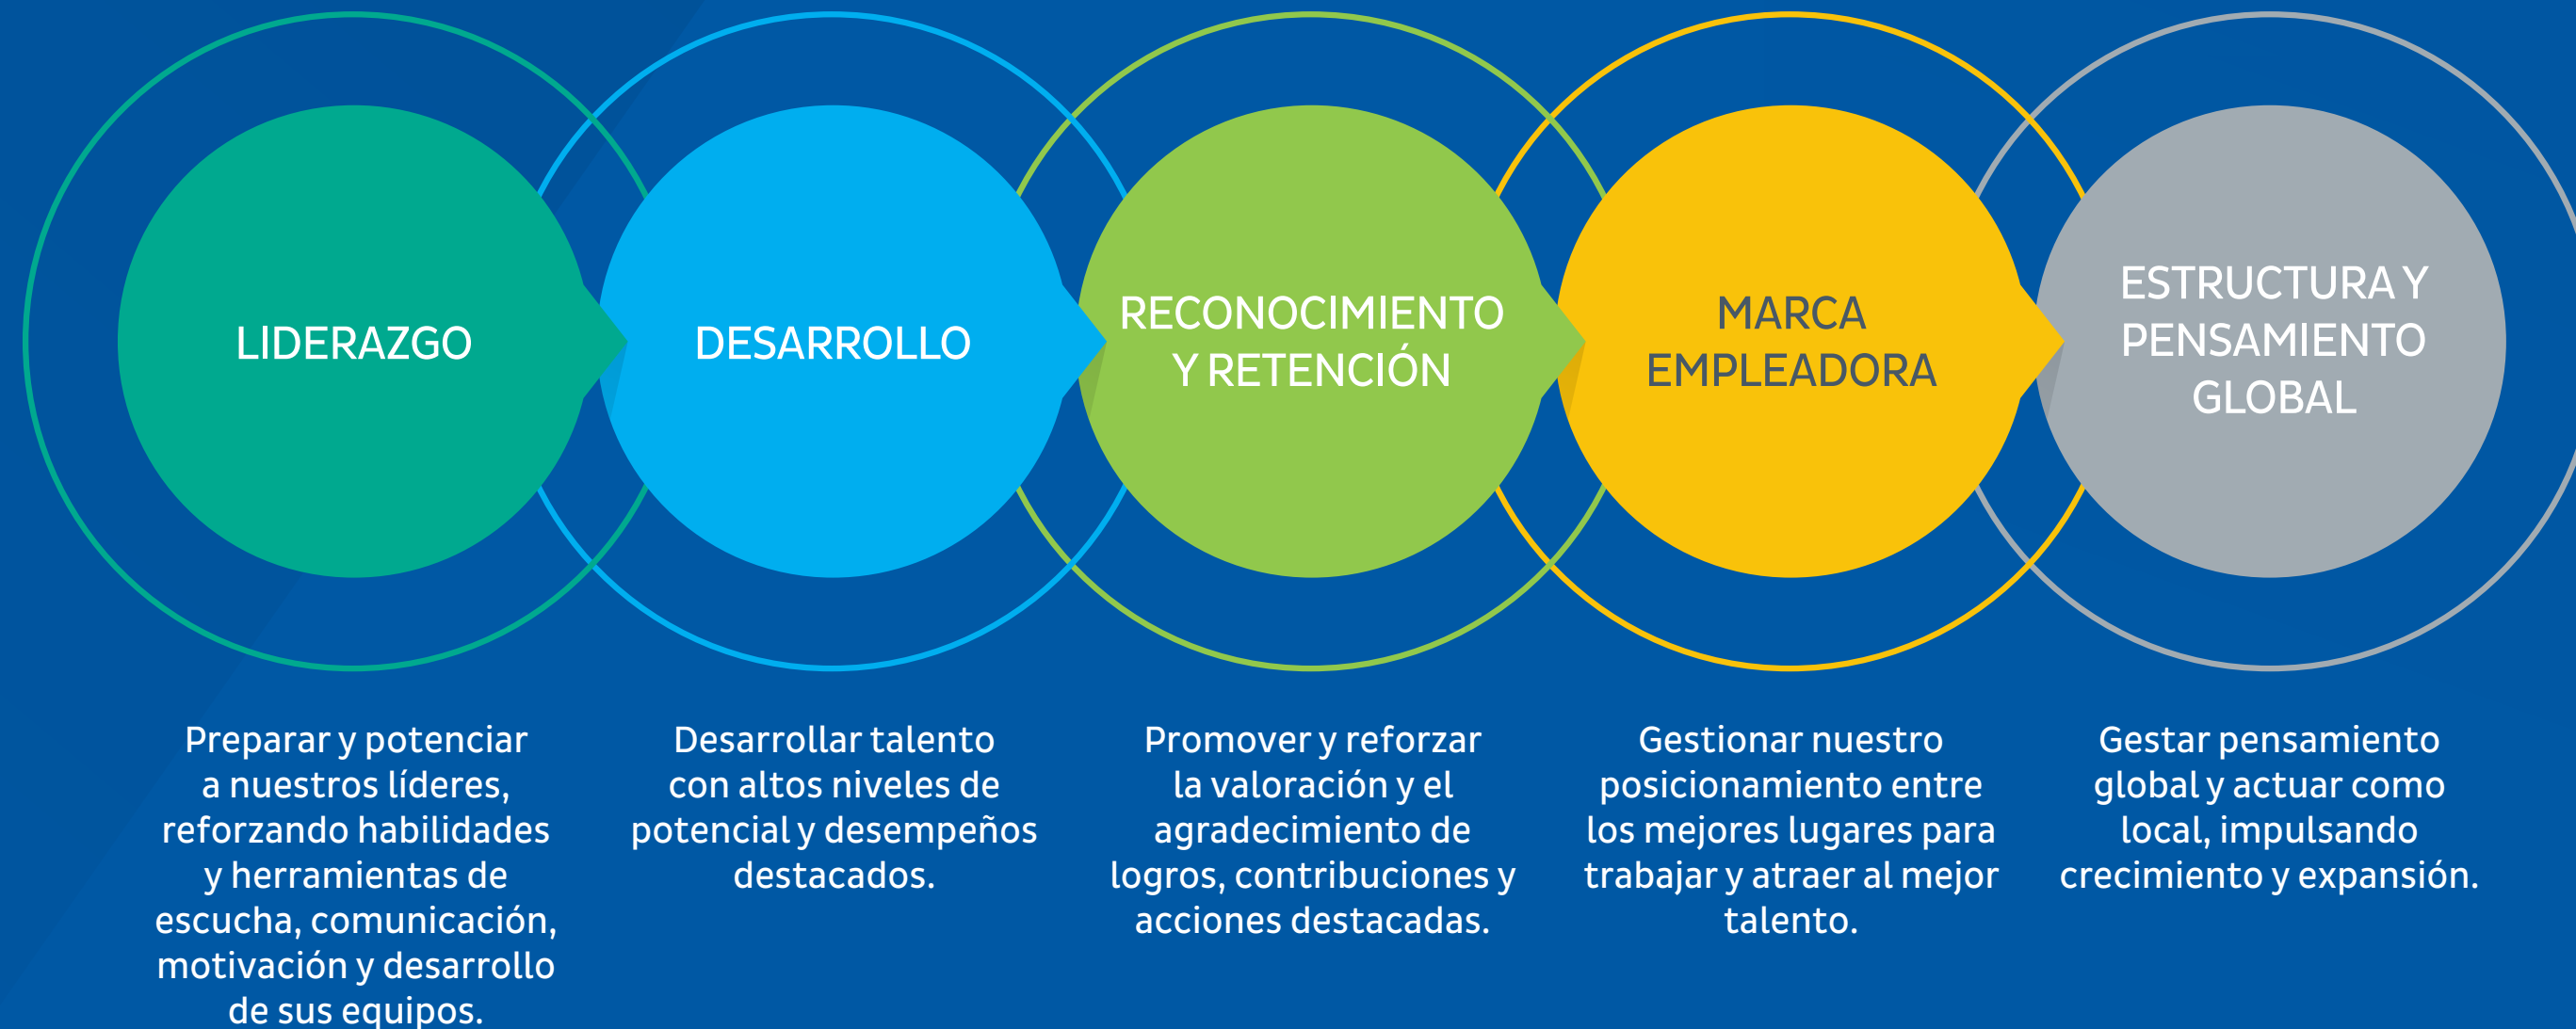 LIDERAZGO
DESARROLLO
RECONOCIMIENTO
Y RETENCIÓN
MARCA
EMPLEADORA
ESTRUCTURA Y
PENSAMIENTO
GLOBAL
Preparar y potenciar
a nuestros líderes,
reforzando habilidades
y herramientas de
escucha, comunicación,
motivación y desarrollo
de sus equipos.
Desarrollar talento
con altos niveles de
potencial y desempeños
destacados.
Promover y reforzar
la valoración y el
agradecimiento de
logros, contribuciones y
acciones destacadas.
Gestionar nuestro
posicionamiento entre
los mejores lugares para
trabajar y atraer al mejor
talento.
Gestar pensamiento
global y actuar como
local, impulsando
crecimiento y expansión.